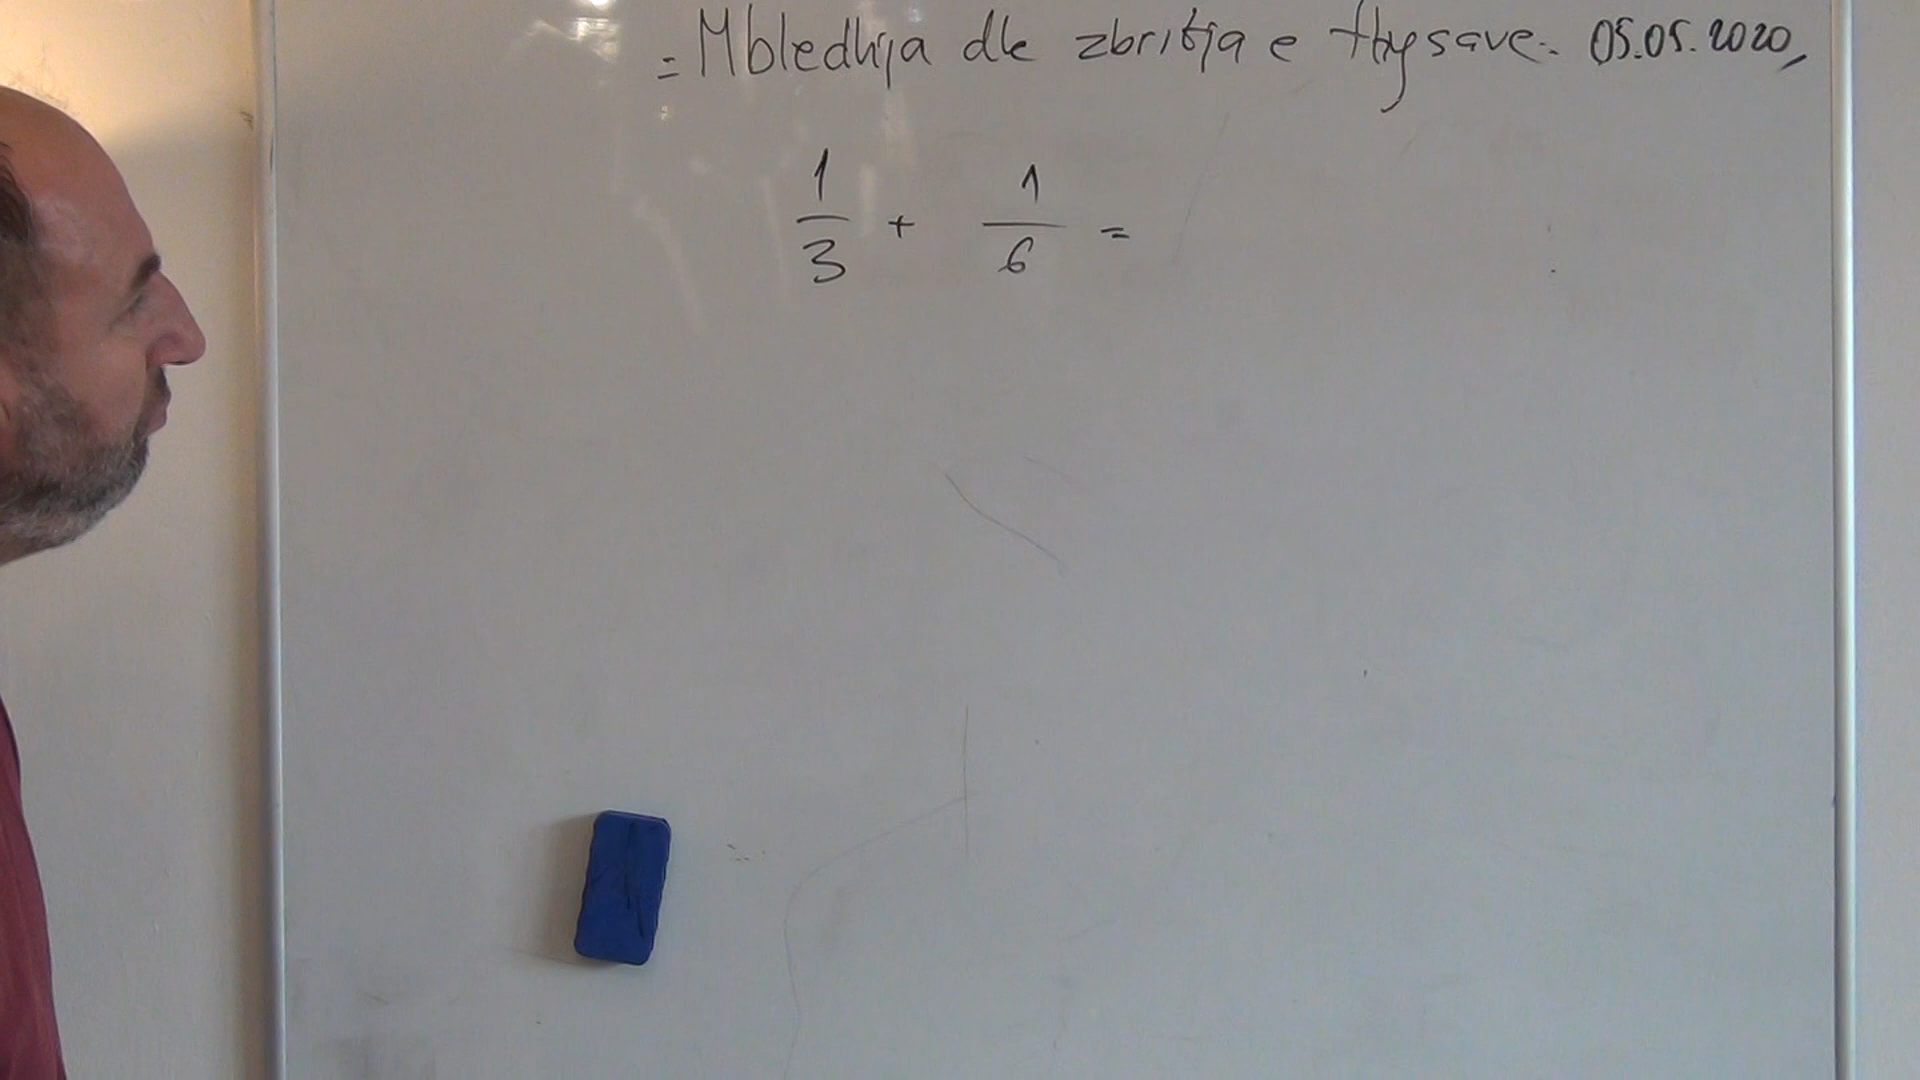 = Mbledhja dhe zbritja e thysave. 05.05.2020,
1/3 + 1/6 =